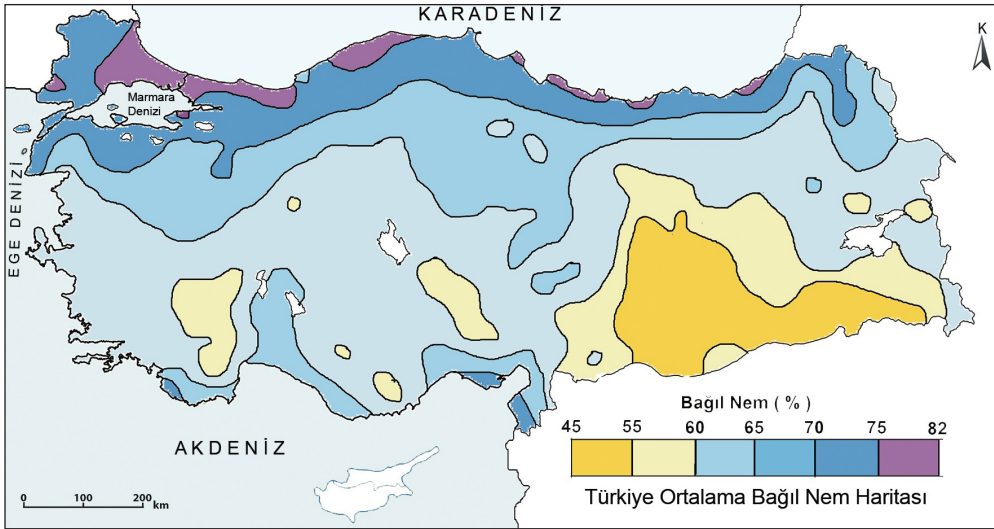 KARADENİZ
K
Marmara
Denizi
EGE DENİZİ
Bağıl Nem ( % )
45 55 60 65 70 75 82
AKDENİZ
0 100 200
km
Türkiye Ortalama Bağıl Nem Haritası